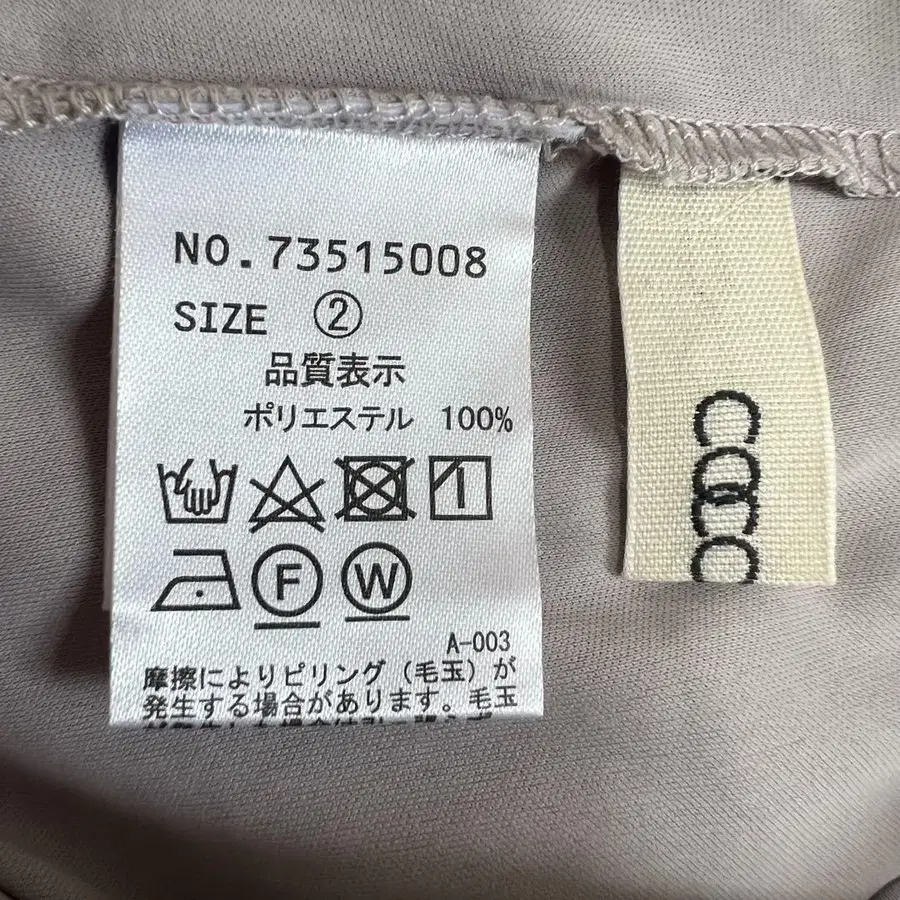 NO.73515008
SIZE ②
品質表示
ポリエステル 100%
F W
A-003
摩擦によりピリング(毛玉)が
発生する場合があります。毛玉